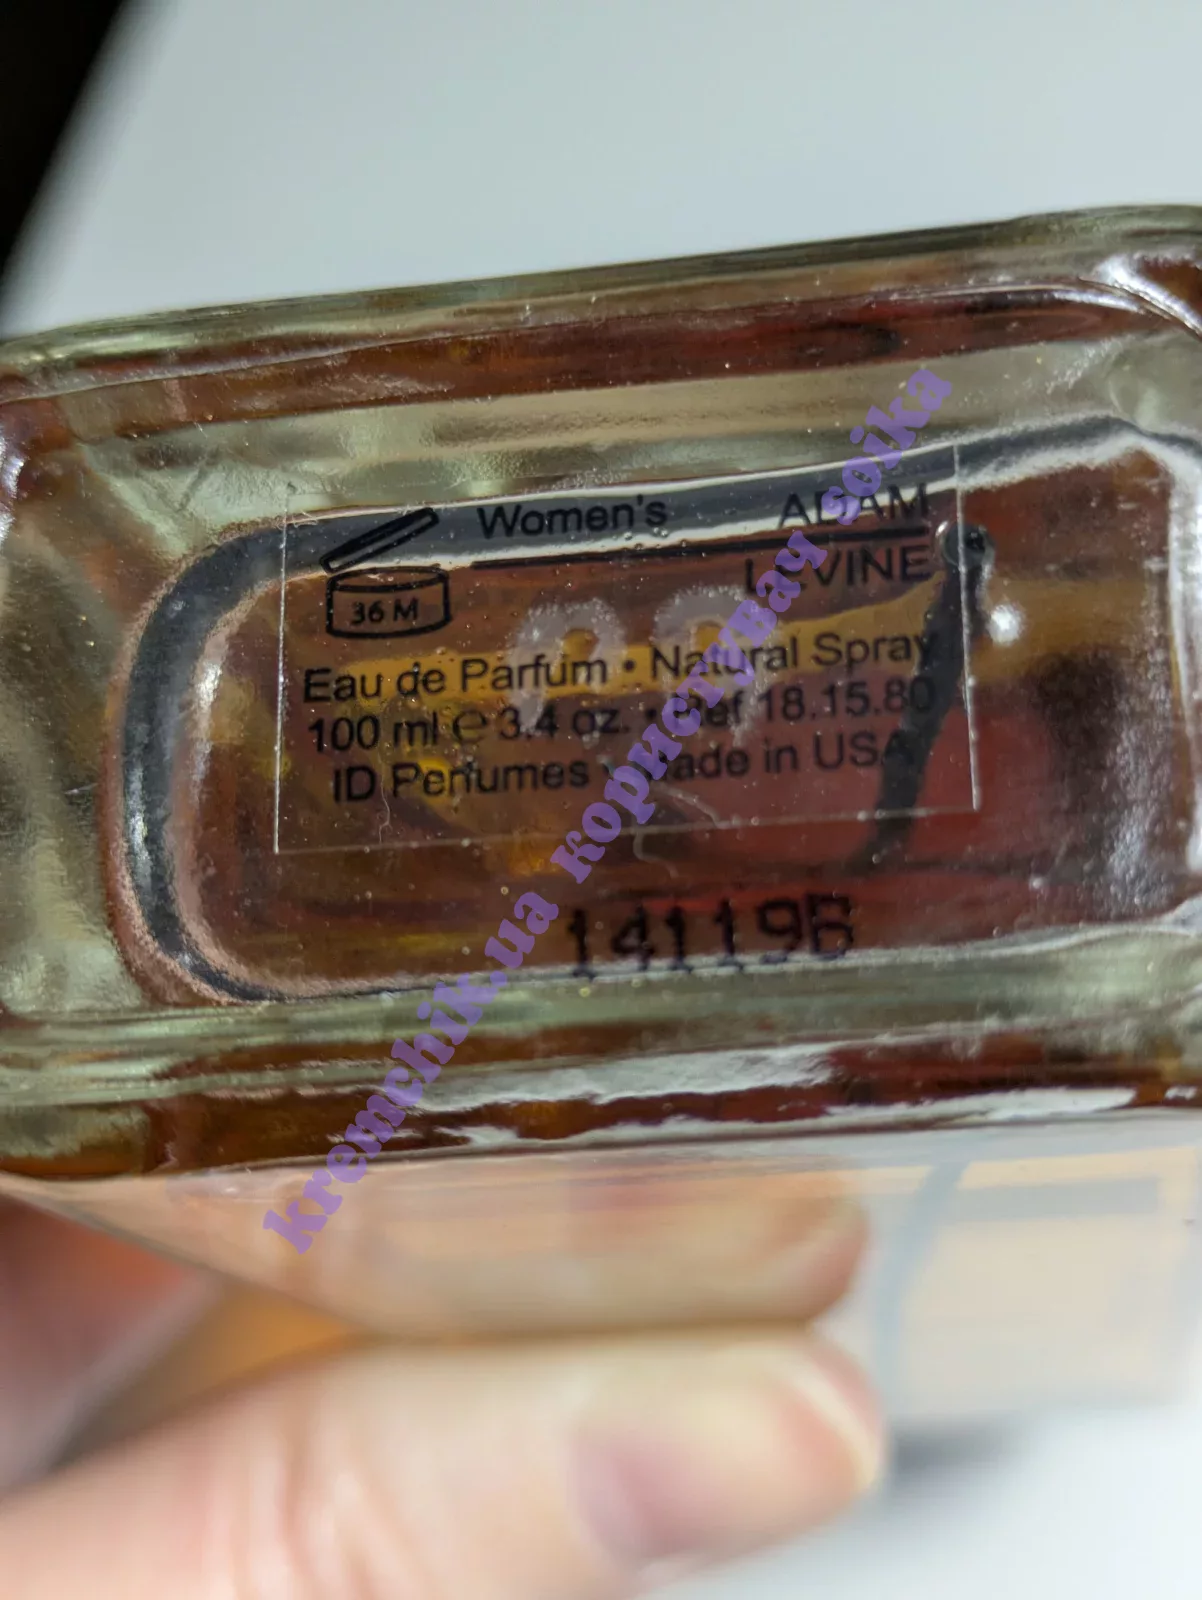 Women's ADAM
LEVINE
36 M
Eau de Parfum • Natural Spray
100 ml e 3.4 oz. • Ref 18.15.80
ID Perfumes • Made in USA
14119B
kremchik.ua користувач soika